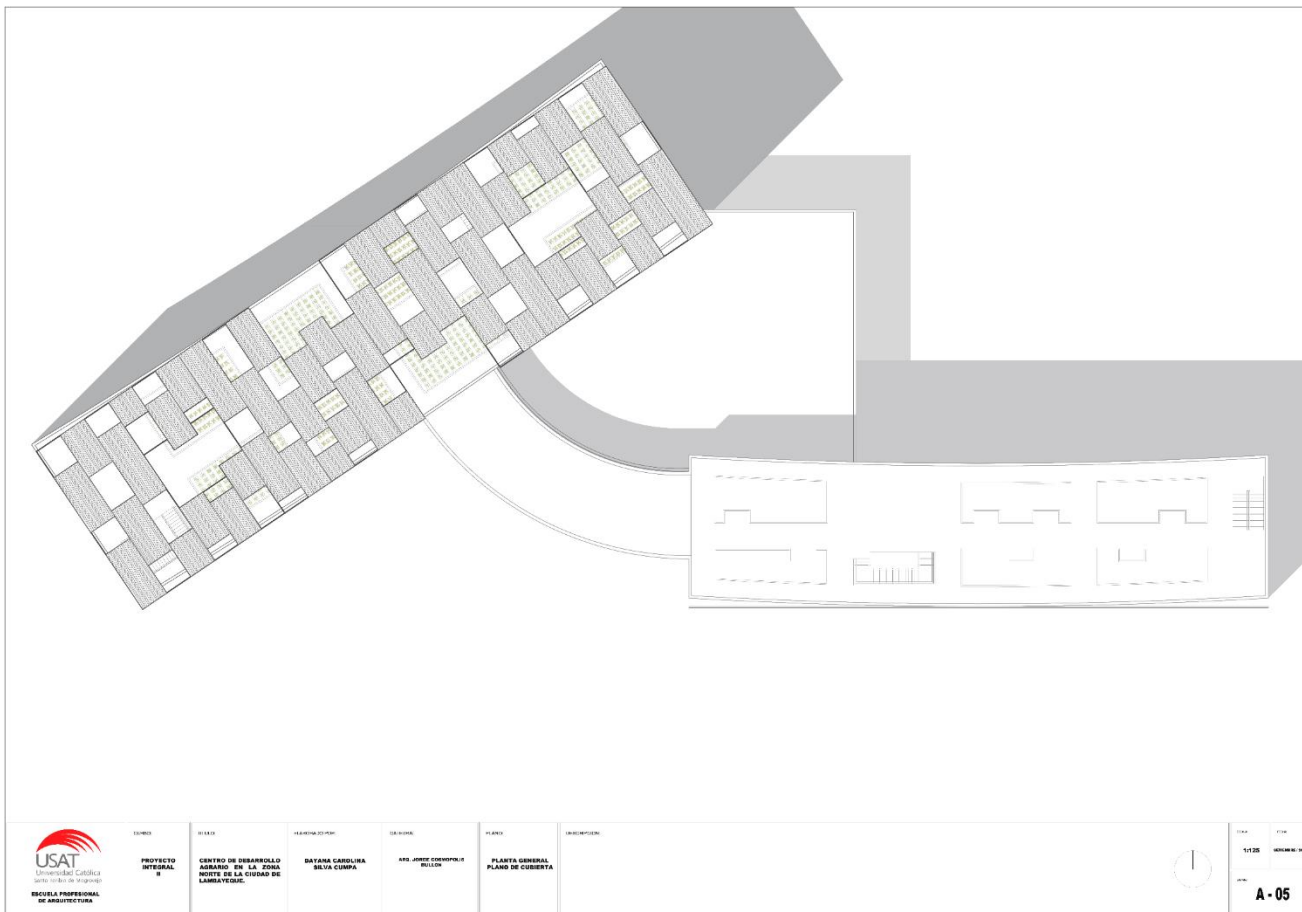 USAT
Universidad Católica
Santo Toribio de Mogrovejo
ESCUELA PROFESIONAL
DE ARQUITECTURA
PROYECTO
INTEGRAL
II
CENTRO DE DESARROLLO
AGRARIO EN LA ZONA
NORTE DE LA CIUDAD DE
LAMBAYEQUE.
DAYANA CAROLINA
SILVA CUMPA
ARQ. JORGE COSMOPOLIS
BULLON
PLANTA GENERAL
PLANO DE CUBIERTA
1:125
A - 05